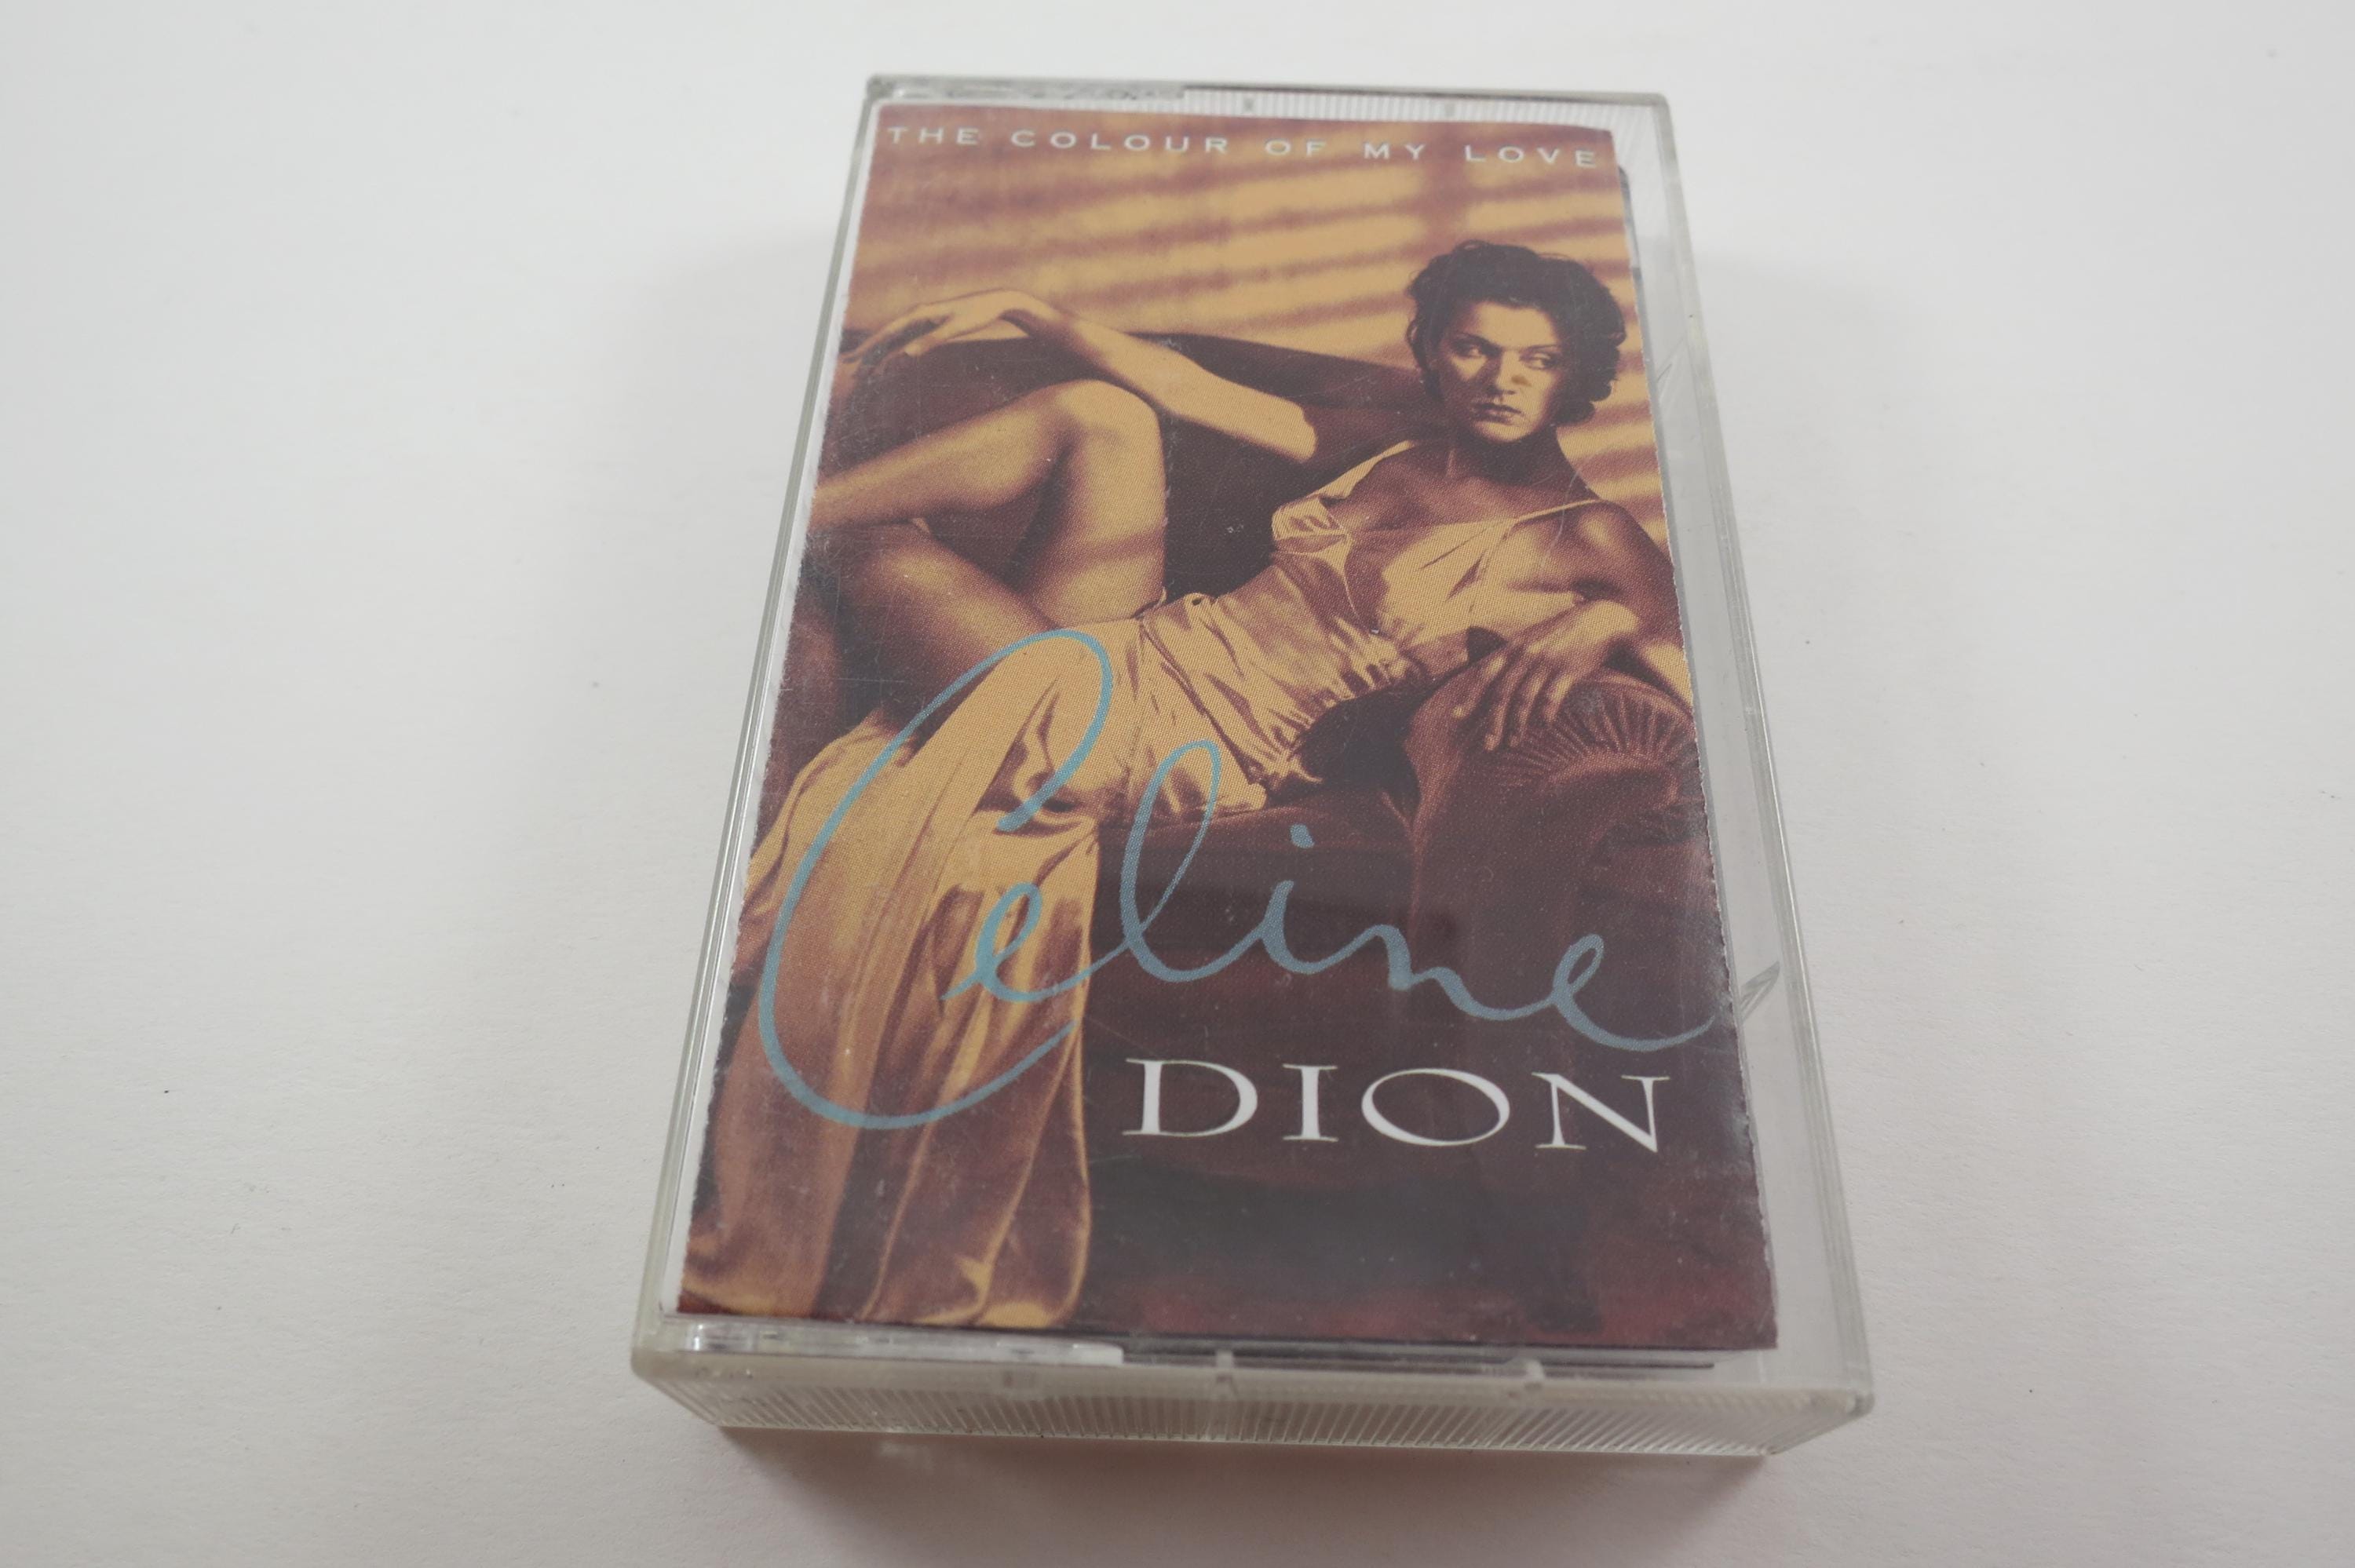 THE COLOUR OF MY LOVE
Celine
DION